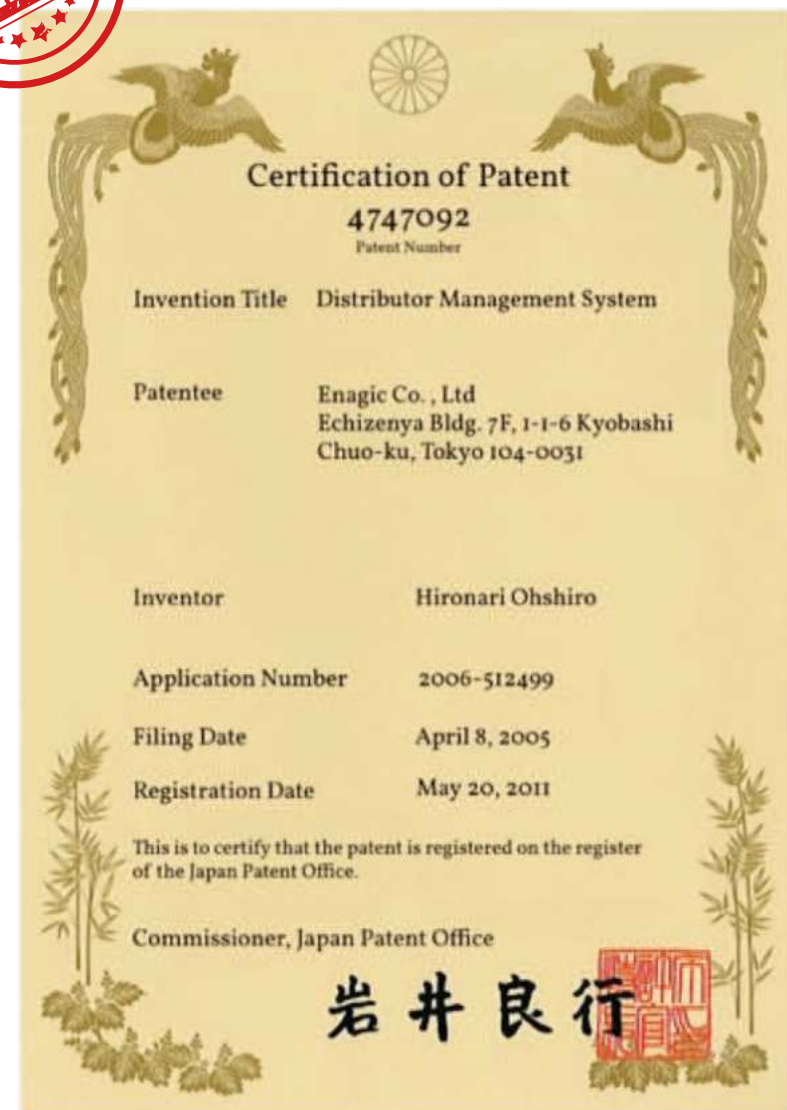 Certification of Patent
4747092
Patent Number
Invention Title Distributor Management System
Patentee Enagic Co. , Ltd
Echizenya Bldg. 7F, 1-1-6 Kyobashi
Chuo-ku, Tokyo 104-0031
Inventor Hironari Ohshiro
Application Number 2006-512499
Filing Date April 8, 2005
Registration Date May 20, 2011
This is to certify that the patent is registered on the register
of the Japan Patent Office.
Commissioner, Japan Patent Office
岩井良行